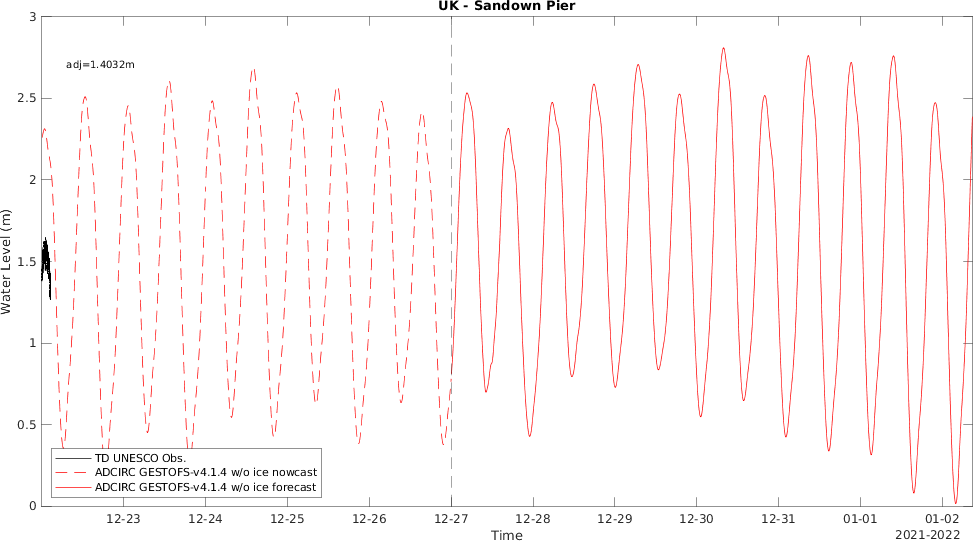 UK - Sandown Pier
3
adj=1.4032m
2.5
2
1.5
1
0.5
0
Water Level (m)
TD UNESCO Obs.
ADCIRC GESTOFS-v4.1.4 w/o ice nowcast
ADCIRC GESTOFS-v4.1.4 w/o ice forecast
12-23 12-24 12-25 12-26 12-27 12-28 12-29 12-30 12-31 01-01 01-02
Time
2021-2022